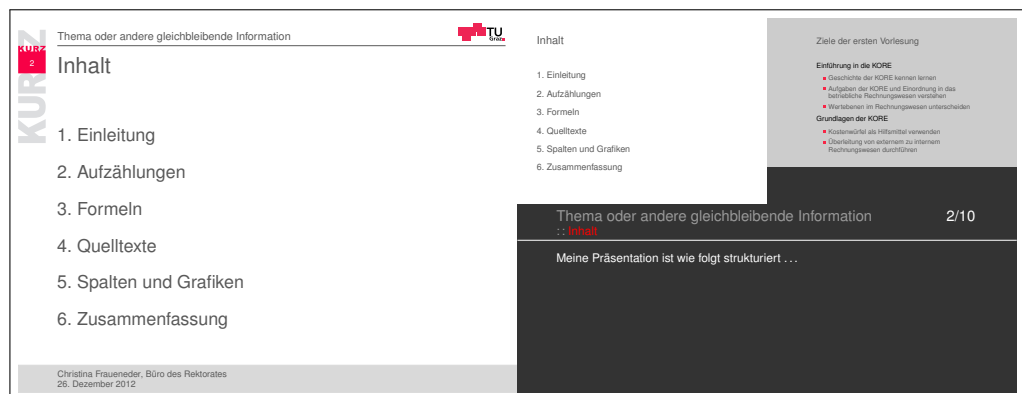 Thema oder andere gleichbleibende Information
TU
Graz
KURZ
2
KURZ
Inhalt
1. Einleitung
2. Aufzählungen
3. Formeln
4. Quelltexte
5. Spalten und Grafiken
6. Zusammenfassung
Christina Fraueneder, Büro des Rektorates
26. Dezember 2012
Inhalt
1. Einleitung
2. Aufzählungen
3. Formeln
4. Quelltexte
5. Spalten und Grafiken
6. Zusammenfassung
Ziele der ersten Vorlesung
Einführung in die KORE
Geschichte der KORE kennen lernen
Aufgaben der KORE und Einordnung in das
betriebliche Rechnungswesen verstehen
Wertebenen im Rechnungswesen unterscheiden
Grundlagen der KORE
Kostenwürfel als Hilfsmittel verwenden
Überleitung von externem zu internem
Rechnungswesen durchführen
Thema oder andere gleichbleibende Information 2/10
:: Inhalt
Meine Präsentation ist wie folgt strukturiert ...